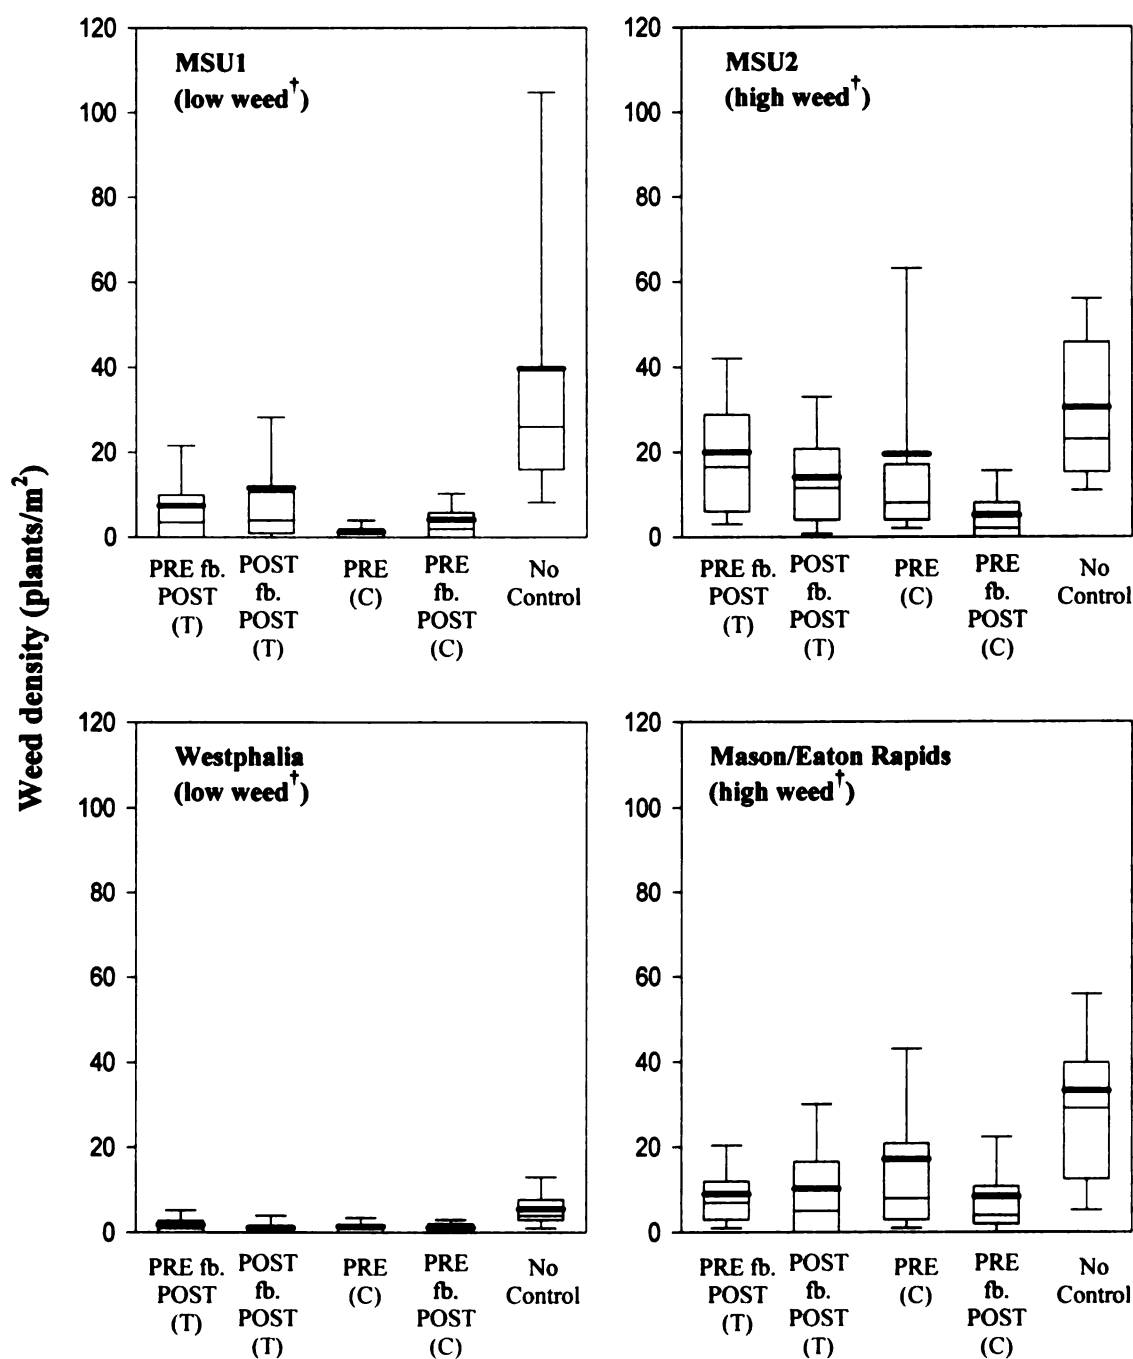 Weed density (plants/m²)
MSU1
(low weed†)
120
100
80
60
40
20
0
PRE fb.
POST
(T)
POST
fb.
POST
(T)
PRE
(C)
PRE
fb.
POST
(C)
No
Control
MSU2
(high weed†)
120
100
80
60
40
20
0
PRE fb.
POST
(T)
POST
fb.
POST
(T)
PRE
(C)
PRE
fb.
POST
(C)
No
Control
Westphalia
(low weed†)
120
100
80
60
40
20
0
PRE fb.
POST
(T)
POST
fb.
POST
(T)
PRE
(C)
PRE
fb.
POST
(C)
No
Control
Mason/Eaton Rapids
(high weed†)
120
100
80
60
40
20
0
PRE fb.
POST
(T)
POST
fb.
POST
(T)
PRE
(C)
PRE
fb.
POST
(C)
No
Control